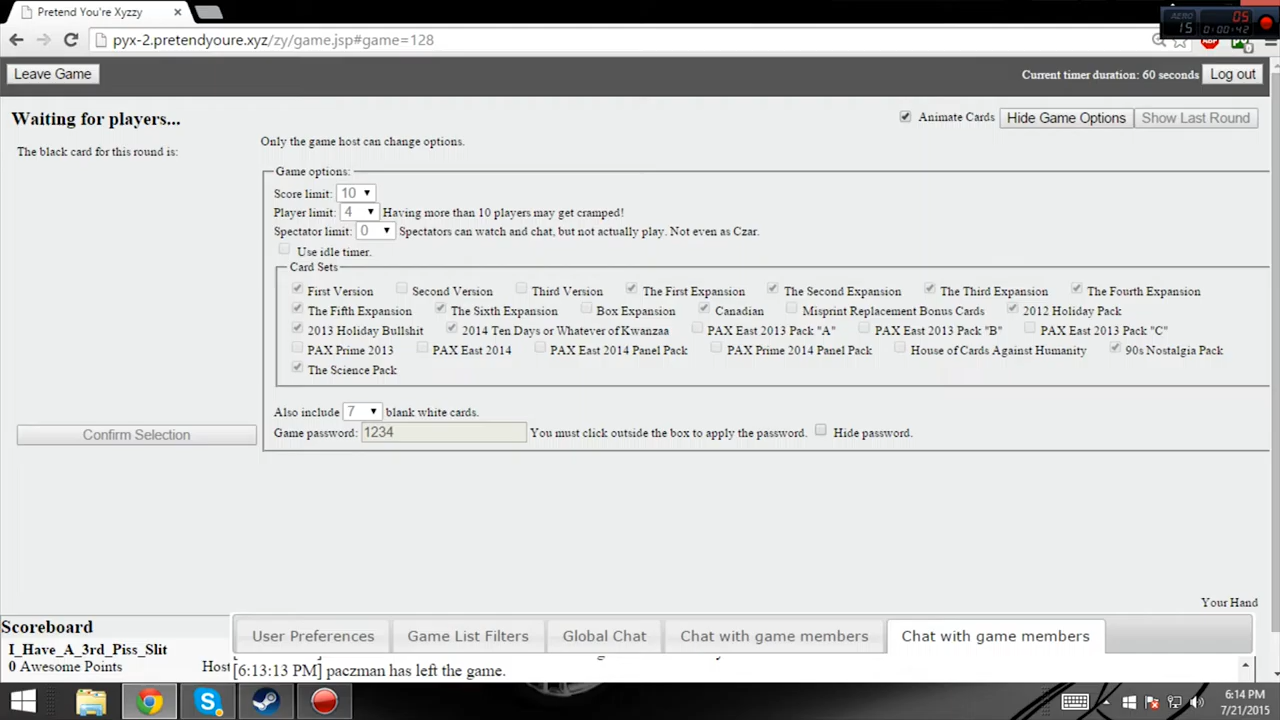 Pretend You're Xyzzy
pyx-2.pretendyoure.xyz/zy/game.jsp#game=128
AERO 15 05 0:00:42
ABP
Leave Game
Current timer duration: 60 seconds
Log out
Waiting for players...
Animate Cards
Hide Game Options
Show Last Round
The black card for this round is:
Only the game host can change options.
Game options:
Score limit: 10
Player limit: 4 Having more than 10 players may get cramped!
Spectator limit: 0 Spectators can watch and chat, but not actually play. Not even as Czar.
Use idle timer.
Card Sets
First Version Second Version Third Version The First Expansion The Second Expansion The Third Expansion The Fourth Expansion
The Fifth Expansion The Sixth Expansion Box Expansion Canadian Misprint Replacement Bonus Cards 2012 Holiday Pack
2013 Holiday Bullshit 2014 Ten Days or Whatever of Kwanzaa PAX East 2013 Pack "A" PAX East 2013 Pack "B" PAX East 2013 Pack "C"
PAX Prime 2013 PAX East 2014 PAX East 2014 Panel Pack PAX Prime 2014 Panel Pack House of Cards Against Humanity 90s Nostalgia Pack
The Science Pack
Also include 7 blank white cards.
Confirm Selection
Game password: 1234 You must click outside the box to apply the password. Hide password.
Your Hand
Scoreboard
User Preferences
Game List Filters
Global Chat
Chat with game members
Chat with game members
I_Have_A_3rd_Piss_Slit
0 Awesome Points Host
[6:13:13 PM] paczman has left the game.
6:14 PM
7/21/2015